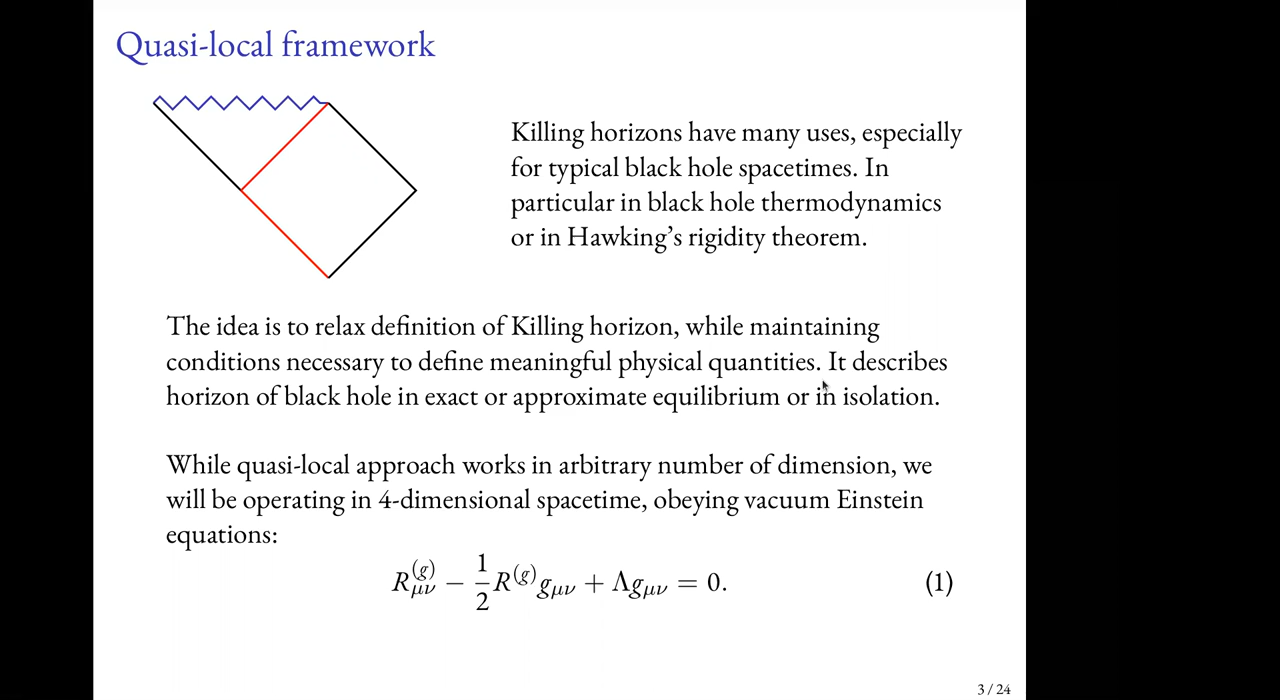 Quasi-local framework
Killing horizons have many uses, especially
for typical black hole spacetimes. In
particular in black hole thermodynamics
or in Hawking’s rigidity theorem.
The idea is to relax definition of Killing horizon, while maintaining
conditions necessary to define meaningful physical quantities. It describes
horizon of black hole in exact or approximate equilibrium or in isolation.
While quasi-local approach works in arbitrary number of dimension, we
will be operating in 4-dimensional spacetime, obeying vacuum Einstein
equations:
R^{(g)}_{μν} − \frac{1}{2} R^{(g)} g_{μν} + Λg_{μν} = 0. (1)
3 / 24